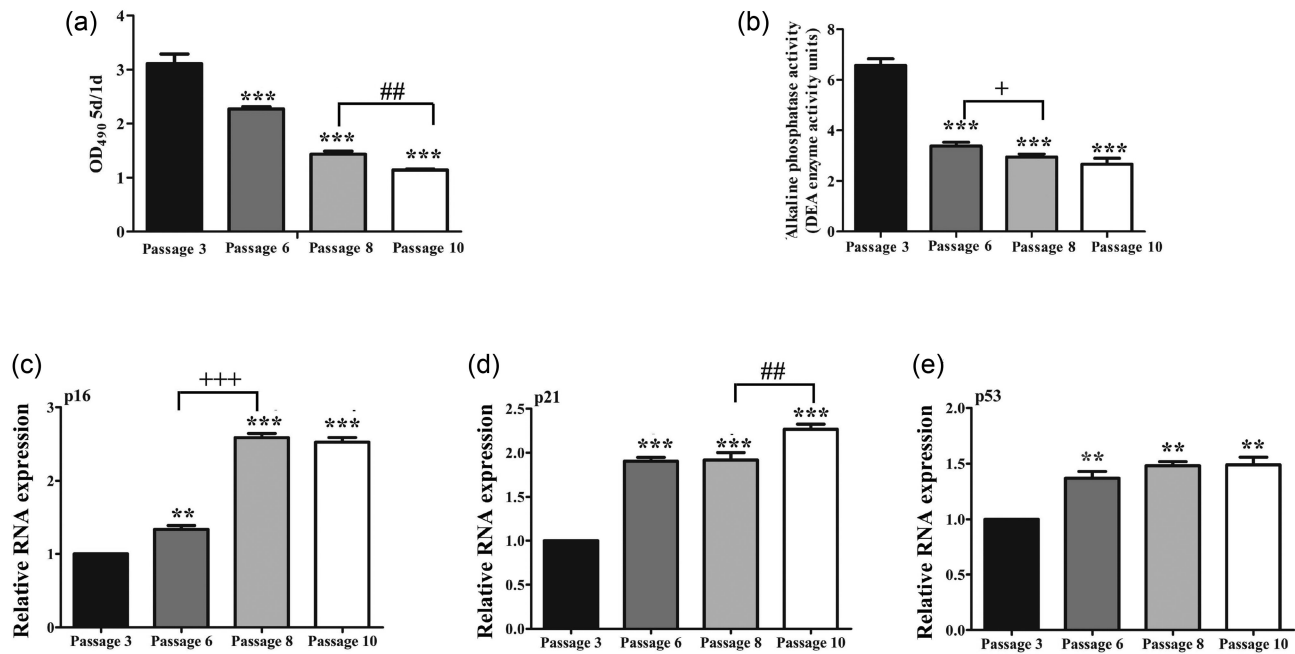 (a)
OD490 5d/1d
4
3
2
1
0
***
***
##
***
Passage 3 Passage 6 Passage 8 Passage 10
(b)
Alkaline phosphatase activity
(DEA enzyme activity units)
8
6
4
2
0
***
+
***
***
Passage 3 Passage 6 Passage 8 Passage 10
(c)
p16
Relative RNA expression
3
2
1
0
**
+++
***
***
Passage 3 Passage 6 Passage 8 Passage 10
(d)
p21
Relative RNA expression
2.5
2.0
1.5
1.0
0.5
0.0
***
***
##
***
Passage 3 Passage 6 Passage 8 Passage 10
(e)
p53
Relative RNA expression
2.0
1.5
1.0
0.5
0.0
**
**
**
Passage 3 Passage 6 Passage 8 Passage 10